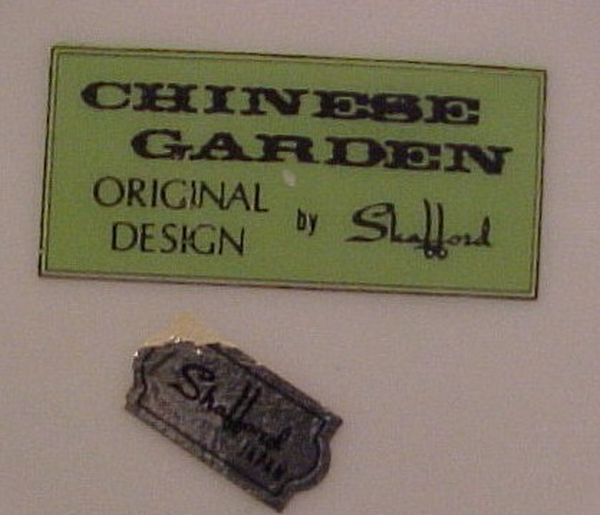 CHINESE
GARDEN
ORIGINAL
DESIGN
by Shafford
Shafford
JAPAN